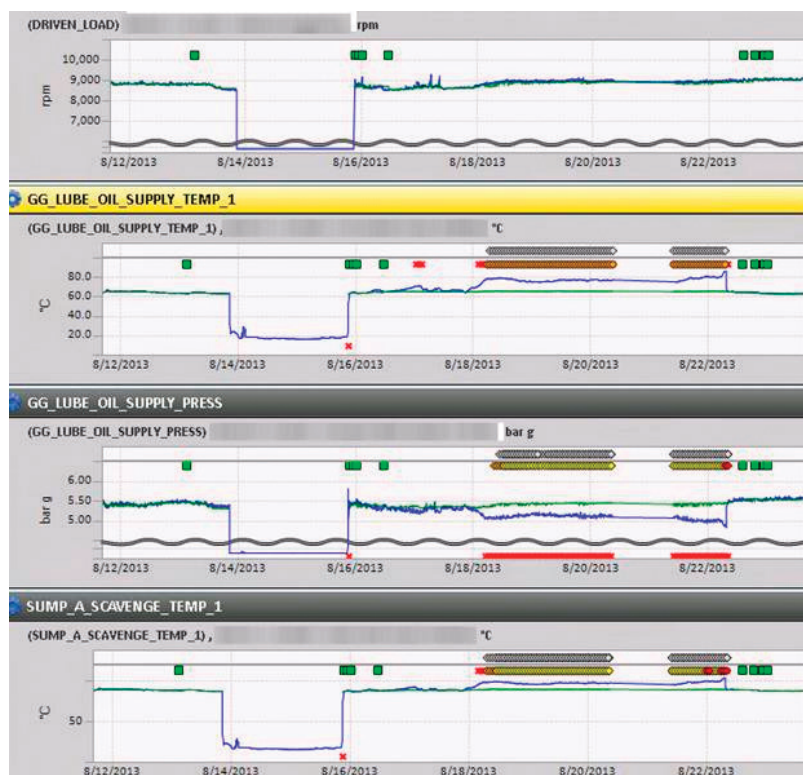 (DRIVEN_LOAD) rpm
10,000
9,000
8,000
7,000
rpm
8/12/2013 8/14/2013 8/16/2013 8/18/2013 8/20/2013 8/22/2013
GG_LUBE_OIL_SUPPLY_TEMP_1
(GG_LUBE_OIL_SUPPLY_TEMP_1) , °C
80.0
60.0
40.0
20.0
°C
8/12/2013 8/14/2013 8/16/2013 8/18/2013 8/20/2013 8/22/2013
GG_LUBE_OIL_SUPPLY_PRESS
(GG_LUBE_OIL_SUPPLY_PRESS) bar g
6.00
5.50
5.00
bar g
8/12/2013 8/14/2013 8/16/2013 8/18/2013 8/20/2013 8/22/2013
SUMP_A_SCAVENGE_TEMP_1
(SUMP_A_SCAVENGE_TEMP_1) , °C
50
°C
8/12/2013 8/14/2013 8/16/2013 8/18/2013 8/20/2013 8/22/2013